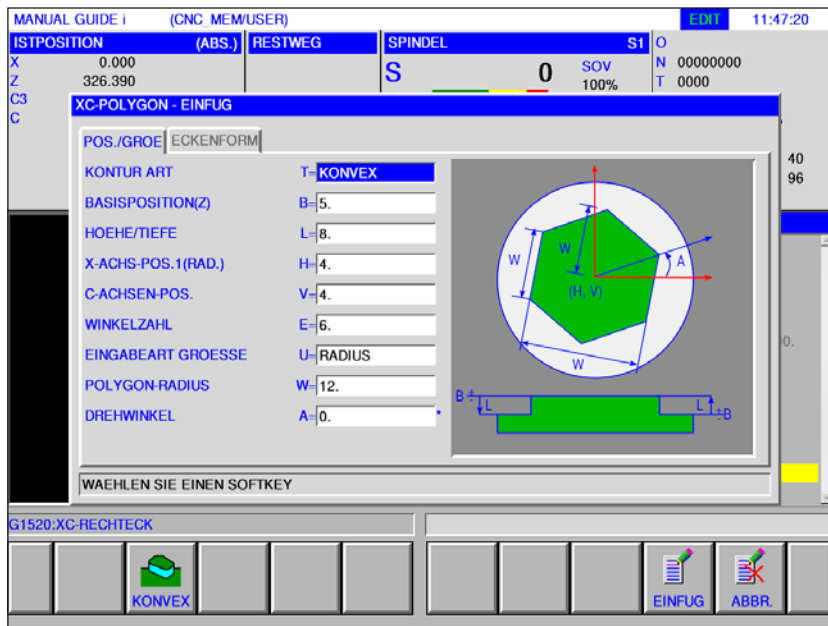 MANUAL GUIDE i (CNC_MEM/USER) EDIT 11:47:20
ISTPOSITION (ABS.) RESTWEG SPINDEL S1 O
X 0.000 S 0 SOV N 00000000
Z 326.390 100% T 0000
C3
C
XC-POLYGON - EINFUG
POS./GROE ECKENFORM
40
96
KONTUR ART T= KONVEX
BASISPOSITION(Z) B= 5.
HOEHE/TIEFE L= 8.
X-ACHS-POS.1(RAD.) H= 4.
C-ACHSEN-POS. V= 4.
WINKELZAHL E= 6.
EINGABEART GROESSE U= RADIUS
POLYGON-RADIUS W= 12.
DREHWINKEL A= 0.
W
W
A
(H, V)
W
B ± L L ±B
0.
WAEHLEN SIE EINEN SOFTKEY
G1520:XC-RECHTECK
KONVEX EINFUG ABBR.